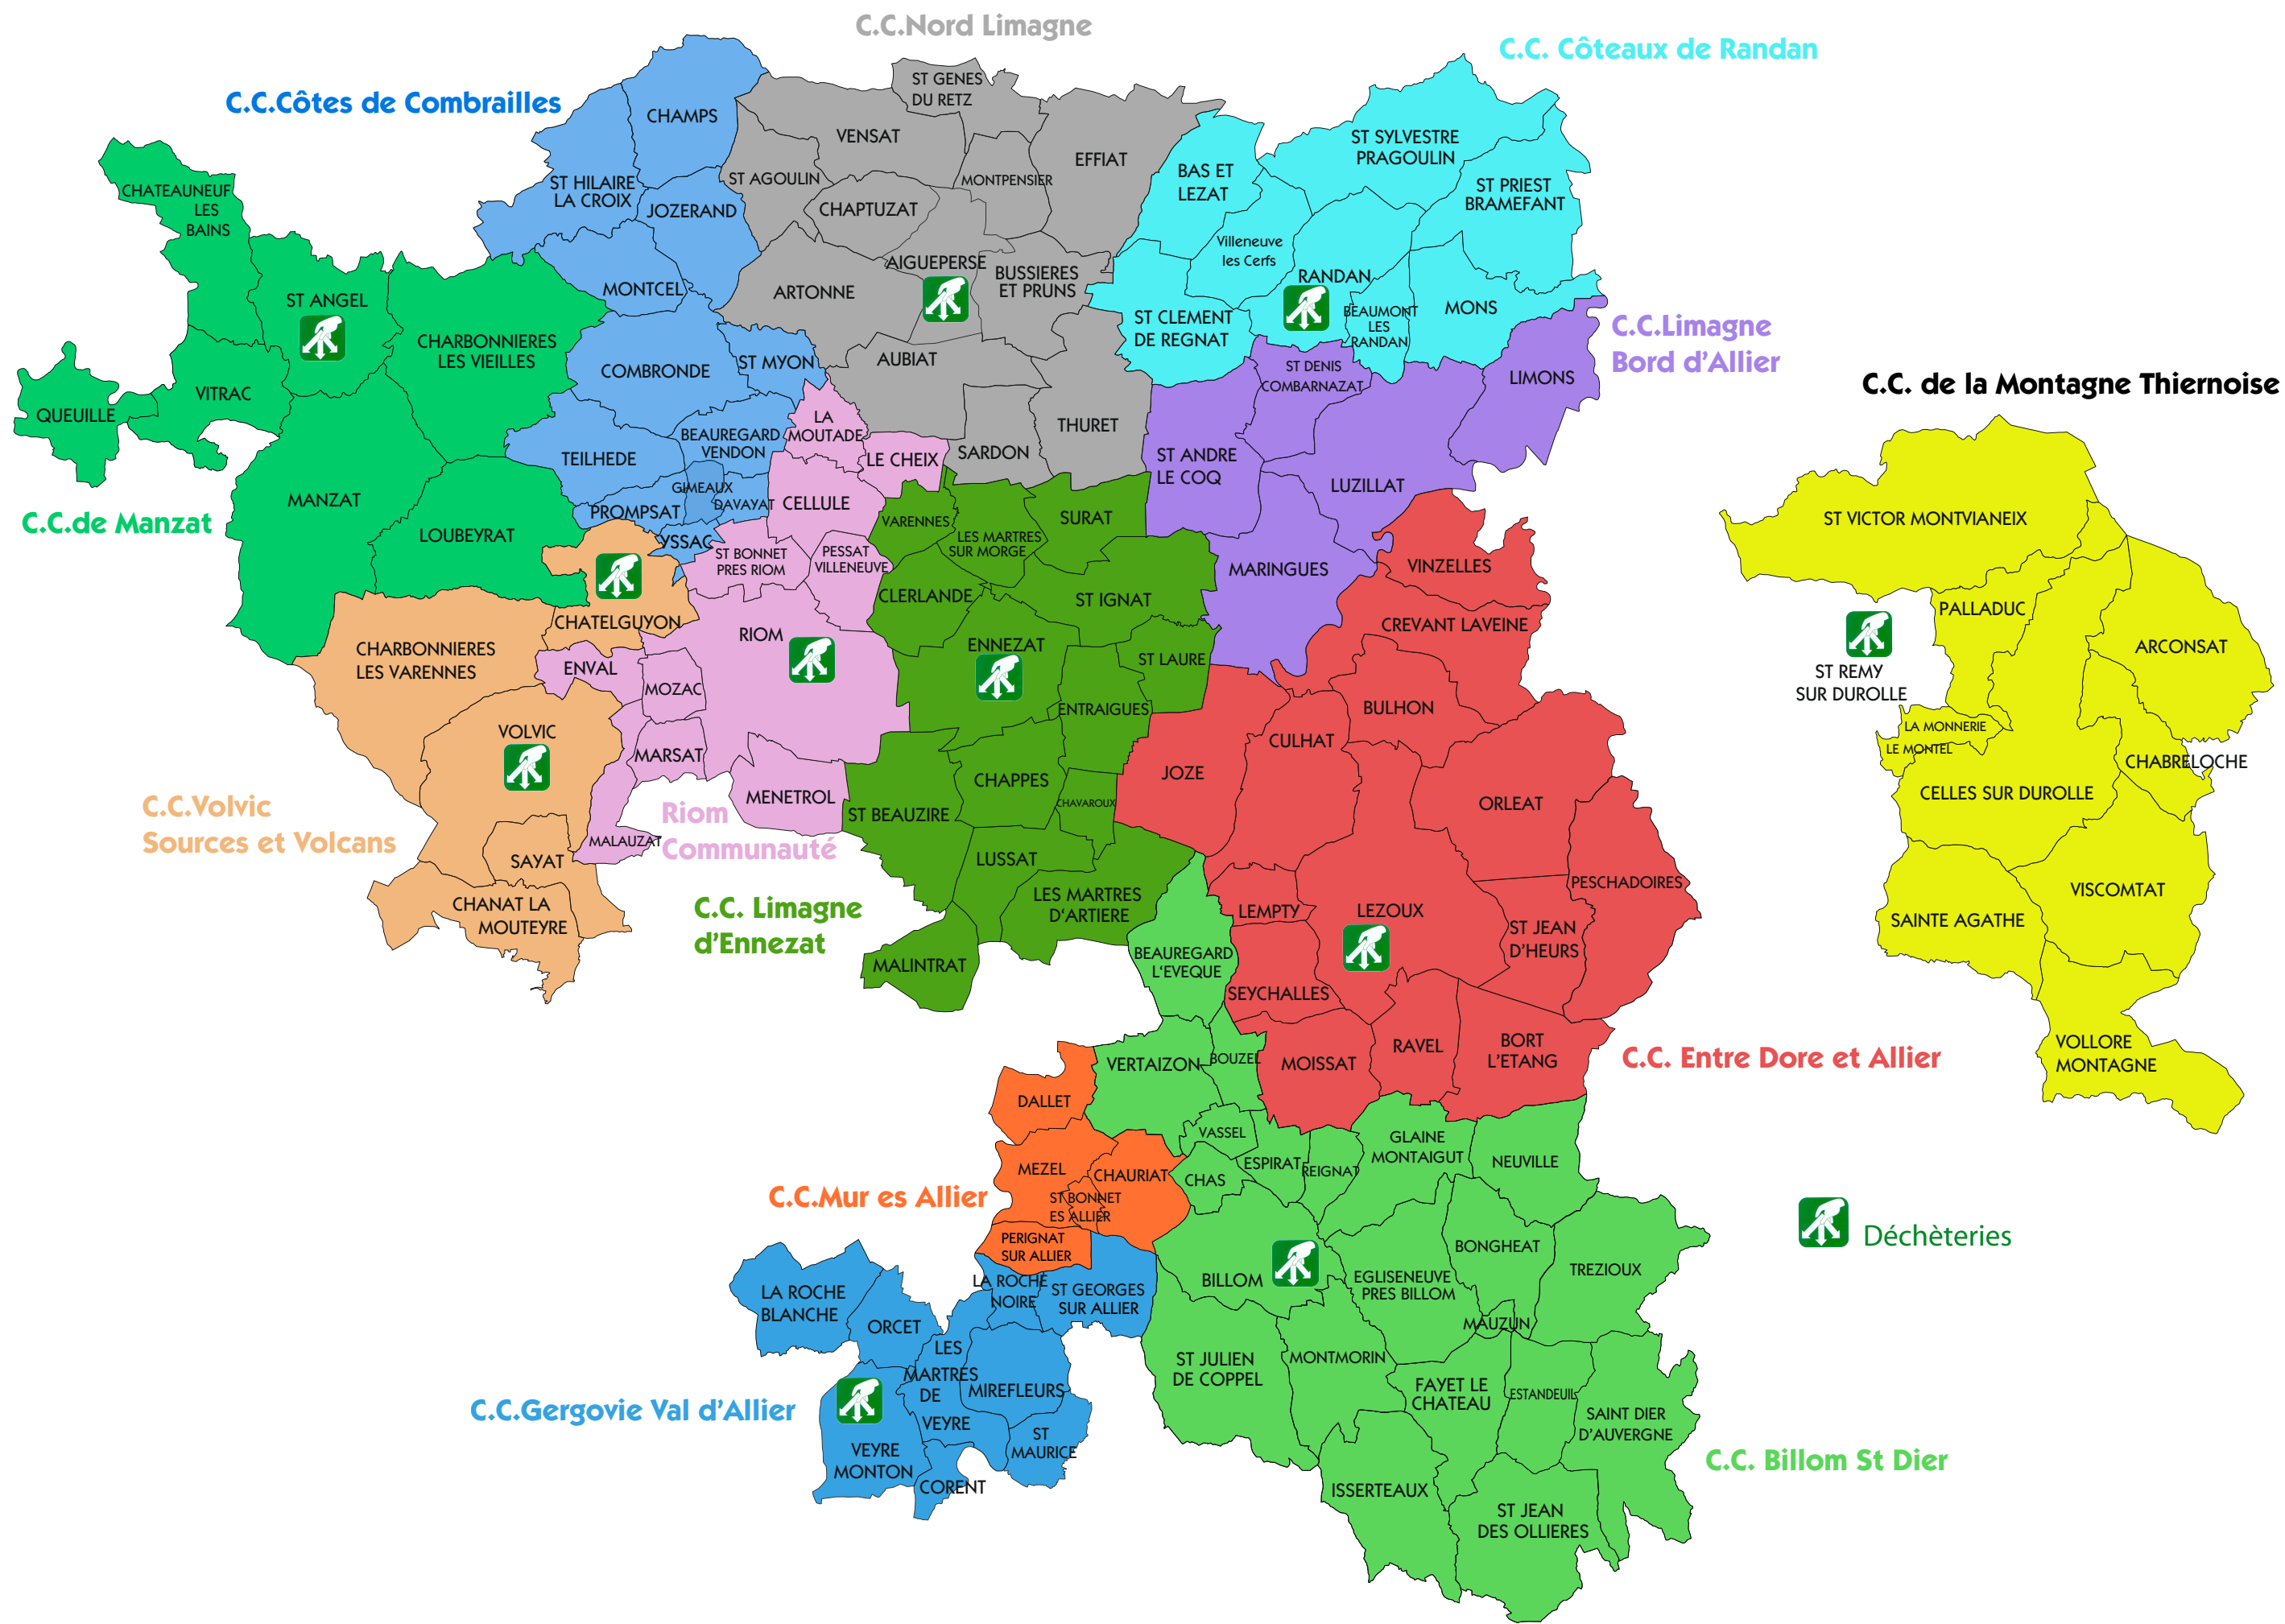 C.C.Nord Limagne
C.C. Côteaux de Randan
C.C.Côtes de Combrailles
ST GENES
DU RETZ
CHAMPS
VENSAT
EFFIAT
ST SYLVESTRE
PRAGOULIN
BAS ET
LEZAT
ST AGOULIN
MONTPENSIER
ST HILAIRE
LA CROIX
JOZERAND
CHAPTUZAT
ST PRIEST
BRAMEFANT
CHATEAUNEUF
LES
BAINS
Villeneuve
les Cerfs
AIGUEPERSE
BUSSIERES
ET PRUNS
RANDAN
MONTCEL
ARTONNE
ST ANGEL
MONS
BEAUMONT
LES
RANDAN
ST CLEMENT
DE REGNAT
C.C.Limagne
Bord d'Allier
CHARBONNIERES
LES VIEILLES
COMBRONDE
ST MYON
AUBIAT
ST DENIS
COMBARNAZAT
LIMONS
C.C. de la Montagne Thiernoise
VITRAC
QUEUILLE
LA
MOUTADE
THURET
BEAUREGARD
VENDON
TEILHEDE
LE CHEIX
SARDON
ST ANDRE
LE COQ
LUZILLAT
MANZAT
GIMEAUX
DAVAYAT
CELLULE
PROMPSAT
C.C.de Manzat
LOUBEYRAT
VARENNES
SURAT
LES MARTRES
SUR MORGE
ST VICTOR MONTVIANEIX
YSSAC
ST BONNET
PRES RIOM
PESSAT
VILLENEUVE
MARINGUES
VINZELLES
CLERLANDE
ST IGNAT
CHATELGUYON
RIOM
CREVANT LAVEINE
PALLADUC
ARCONSAT
CHARBONNIERES
LES VARENNES
ENNEZAT
ST LAURE
ENVAL
MOZAC
ST REMY
SUR DUROLLE
ENTRAIGUES
BULHON
VOLVIC
MARSAT
CULHAT
LA MONNERIE
LE MONTEL
CHABRELOCHE
JOZE
CHAPPES
CHAVAROUX
MENETROL
ORLEAT
CELLES SUR DUROLLE
C.C.Volvic
Sources et Volcans
Riom
Communauté
ST BEAUZIRE
MALAUZAT
SAYAT
LUSSAT
PESCHADOIRES
VISCOMTAT
CHANAT LA
MOUTEYRE
C.C. Limagne
d'Ennezat
LES MARTRES
D'ARTIERE
LEMPTY
LEZOUX
ST JEAN
D'HEURS
SAINTE AGATHE
MALINTRAT
BEAUREGARD
L'EVEQUE
SEYCHALLES
VERTAIZON
BOUZEL
MOISSAT
RAVEL
BORT
L'ETANG
C.C. Entre Dore et Allier
VOLLORE
MONTAGNE
DALLET
VASSEL
GLAINE
MONTAIGUT
NEUVILLE
MEZEL
CHAURIAT
CHAS
ESPIRAT
REIGNAT
C.C.Mur es Allier
ST BONNET
ES ALLIER
PERIGNAT
SUR ALLIER
Déchèteries
BONGHEAT
TREZIOUX
LA ROCHE
BLANCHE
LA ROCHE
NOIRE
ST GEORGES
SUR ALLIER
BILLOM
EGLISENEUVE
PRES BILLOM
ORCET
MAUZUN
LES
MARTRES
DE
VEYRE
MIREFLEURS
ST JULIEN
DE COPPEL
MONTMORIN
FAYET LE
CHATEAU
ESTANDEUIL
SAINT DIER
D'AUVERGNE
C.C.Gergovie Val d'Allier
VEYRE
MONTON
ST
MAURICE
CORENT
C.C. Billom St Dier
ISSERTEAUX
ST JEAN
DES OLLIERES